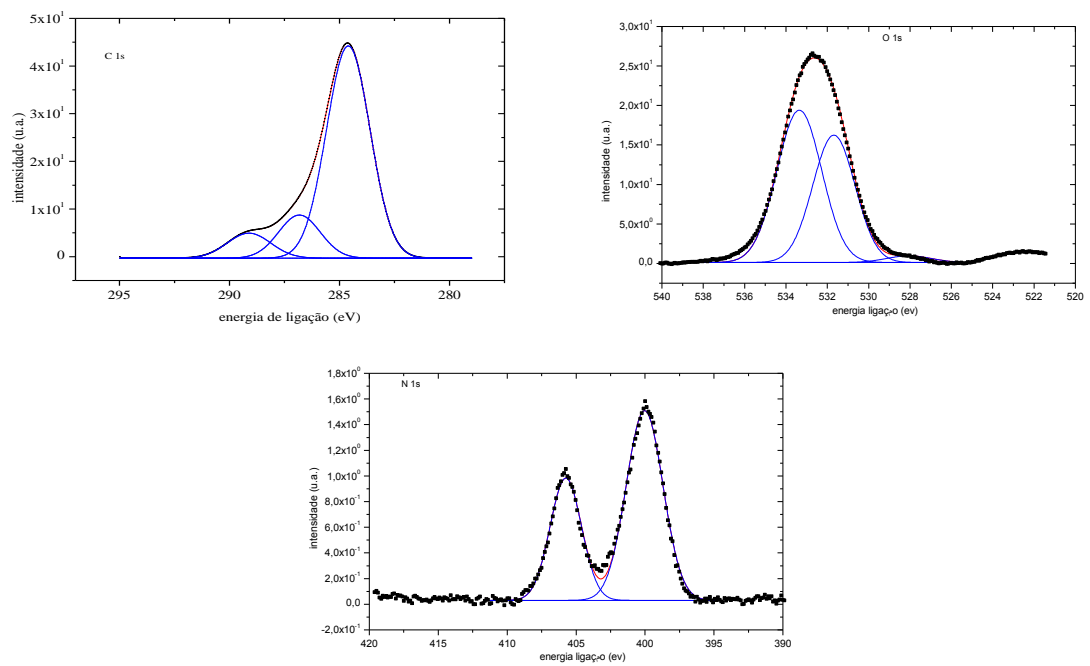 C 1s
intensidade (u.a.)
5x10¹
4x10¹
3x10¹
2x10¹
1x10¹
0
295 290 285 280
energia de ligação (eV)
O 1s
intensidade (u.a.)
3,0x10¹
2,5x10¹
2,0x10¹
1,5x10¹
1,0x10¹
5,0x10⁰
0,0
540 538 536 534 532 530 528 526 524 522 520
energia ligaç˜o (ev)
N 1s
intensidade (u.a.)
1,8x10⁰
1,6x10⁰
1,4x10⁰
1,2x10⁰
1,0x10⁰
8,0x10⁻¹
6,0x10⁻¹
4,0x10⁻¹
2,0x10⁻¹
0,0
-2,0x10⁻¹
420 415 410 405 400 395 390
energia ligaç˜o (ev)